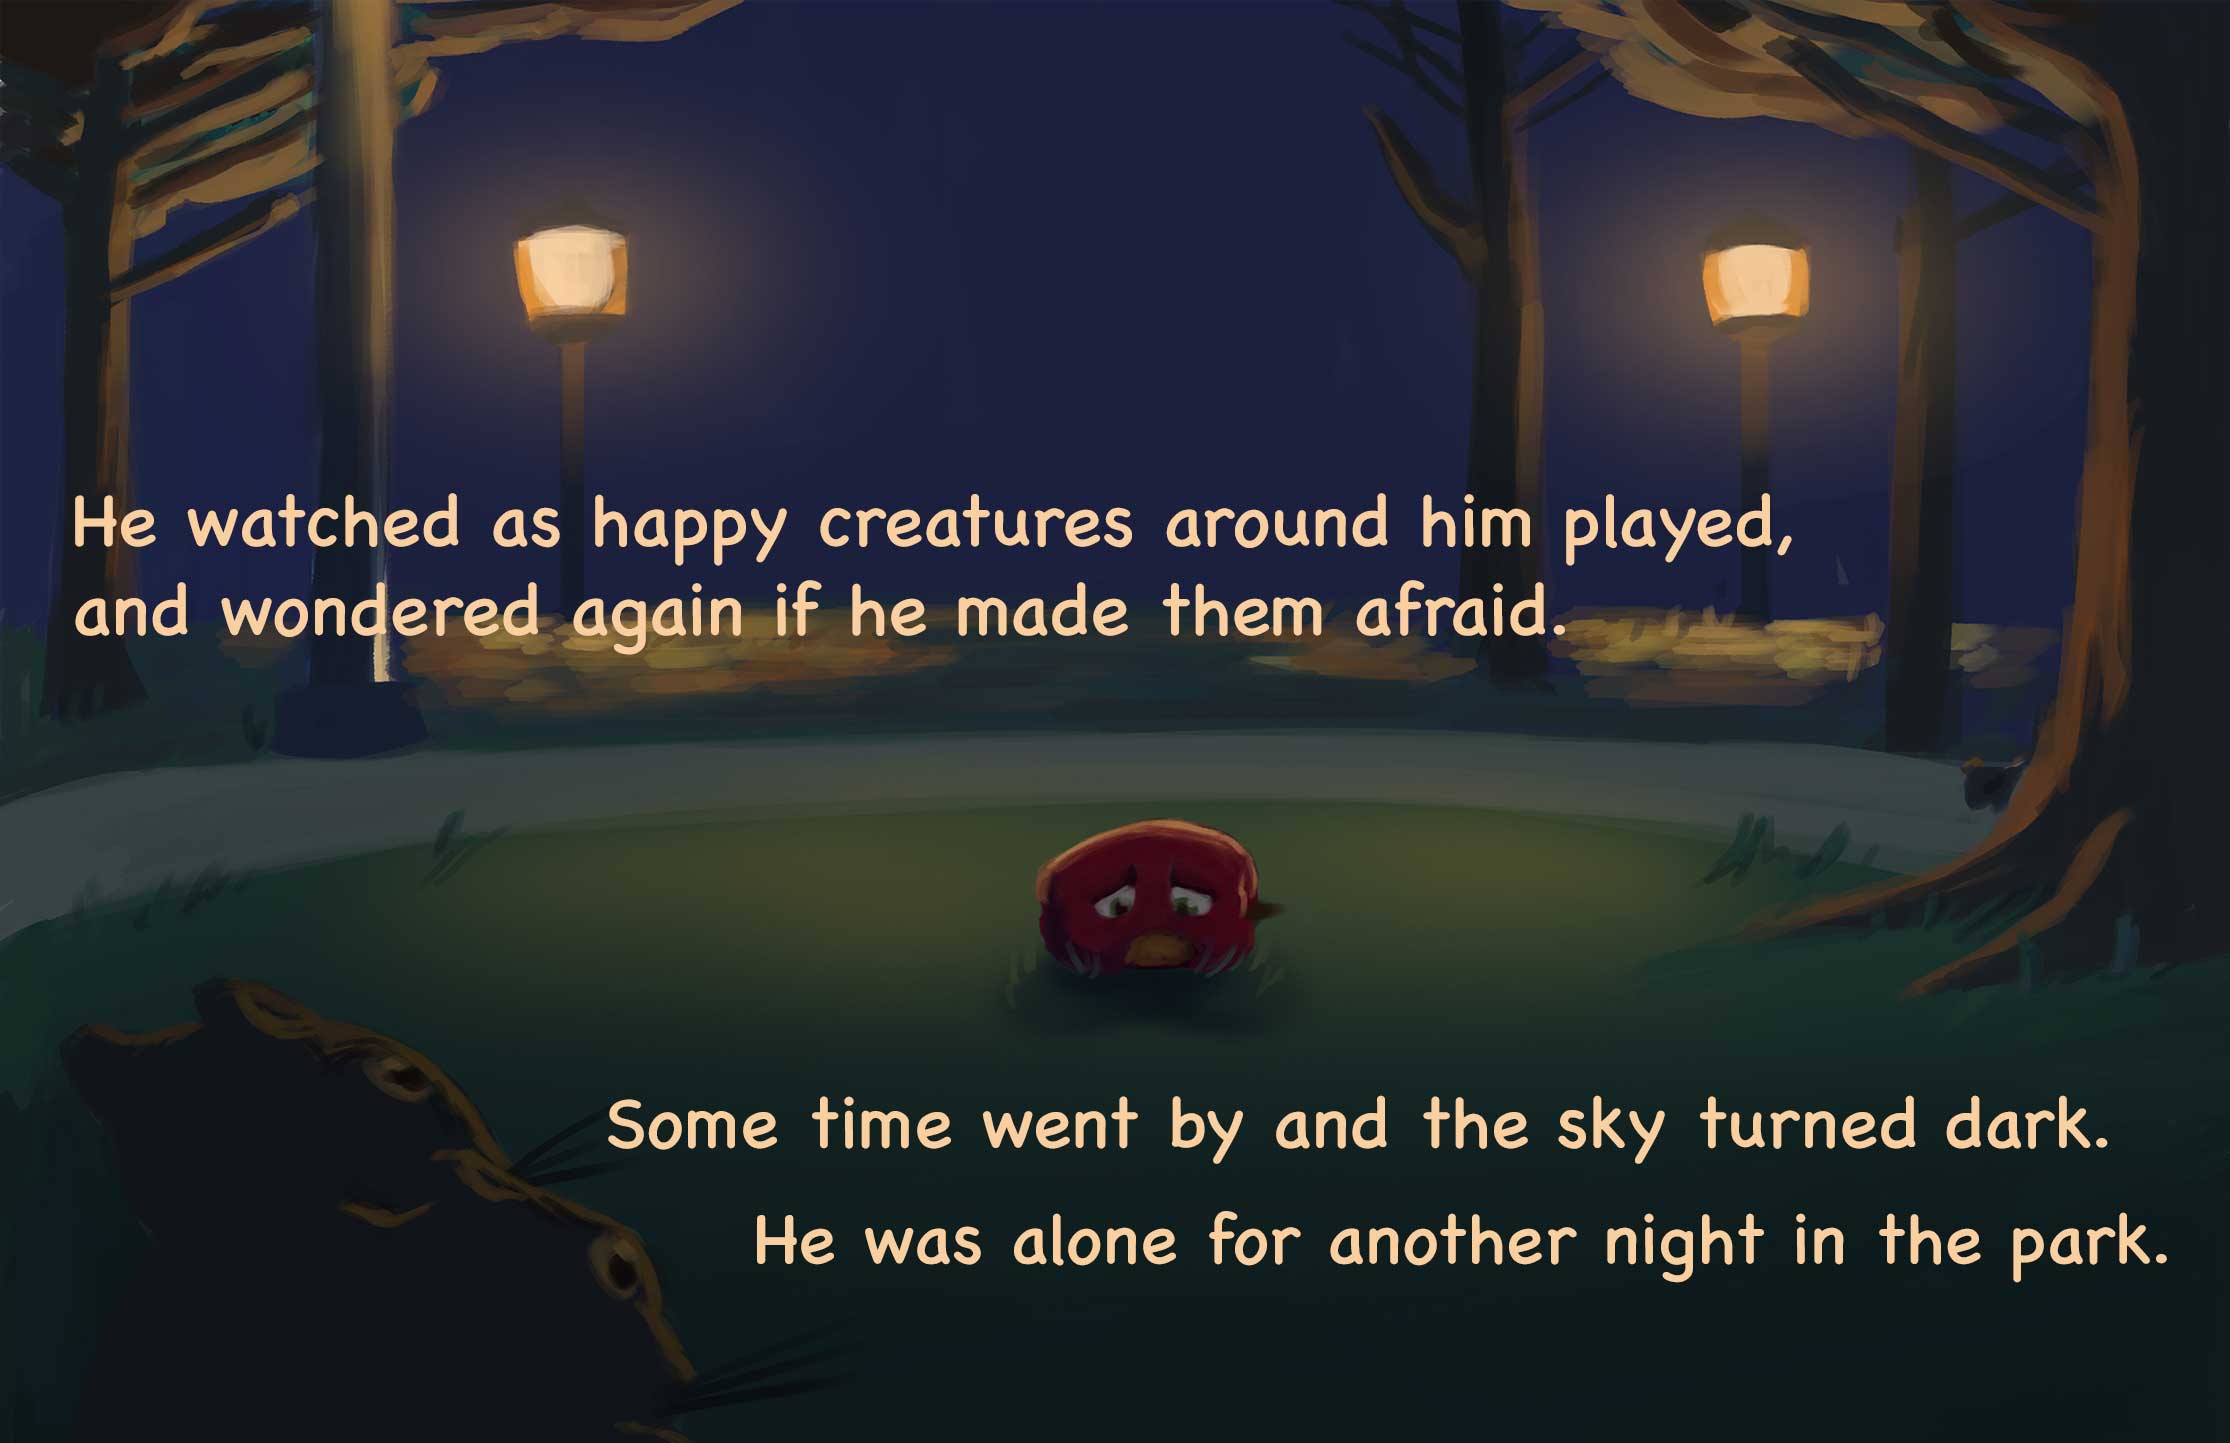 He watched as happy creatures around him played,
and wondered again if he made them afraid.
Some time went by and the sky turned dark.
He was alone for another night in the park.